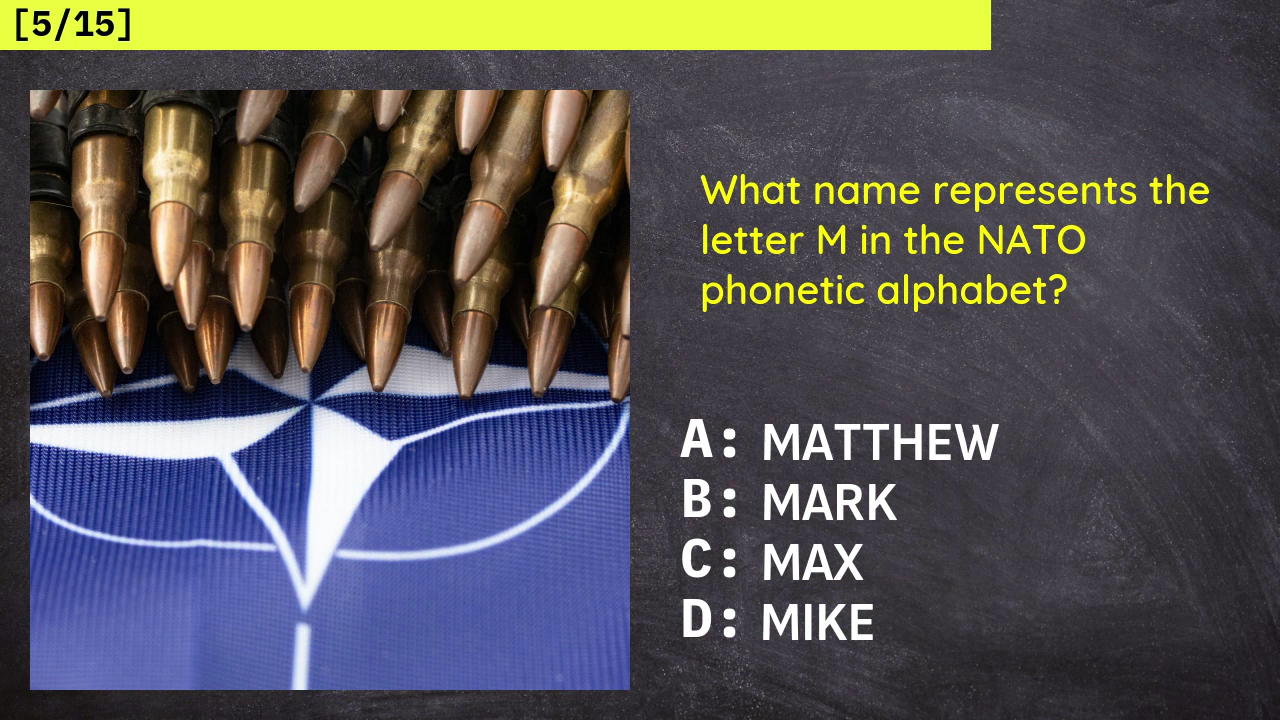 [5/15]
What name represents the
letter M in the NATO
phonetic alphabet?
A: MATTHEW
B: MARK
C: MAX
D: MIKE